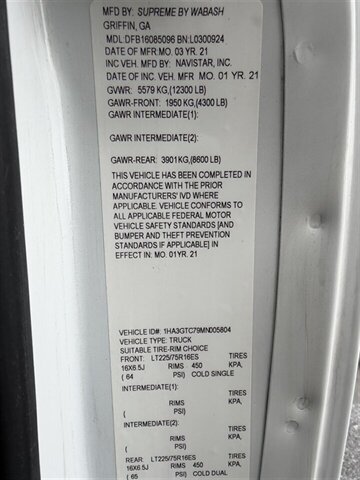 MFD BY: SUPREME BY WABASH
GRIFFIN, GA
MDL:DFB16085096 BN:L0300924
DATE OF MFR:MO. 03 YR. 21
INC VEH. MFD BY: NAVISTAR, INC.
DATE OF INC VEH MFR MO. 01 YR. 21
GVWR: 5579 KG,(12300 LB)
GAWR-FRONT: 1950 KG(4300 LB)
GAWR INTERMEDIATE(1):
GAWR INTERMEDIATE(2):
GAWR-REAR: 3901KG,(8600 LB)
THIS VEHICLE HAS BEEN COMPLETED IN
ACCORDANCE WITH THE PRIOR
MANUFACTURERS' IVD WHERE
APPLICABLE. VEHICLE CONFORMS TO
ALL APPLICABLE FEDERAL MOTOR
VEHICLE SAFETY STANDARDS [AND
BUMPER AND THEFT PREVENTION
STANDARDS IF APPLICABLE]
IN EFFECT IN: MO. 01YR. 21
VEHICLE ID#: 1HA3GTC79MN005804
VEHICLE TYPE: TRUCK
SUITABLE TIRE-RIM CHOICE
FRONT: LT225/75R16ES TIRES
16X6.5J RIMS 450 KPA,
( 64 PSI) COLD SINGLE
INTERMEDIATE(1): TIRES
RIMS KPA,
( PSI)
INTERMEDIATE(2): TIRES
RIMS KPA,
( PSI)
REAR: LT225/75R16ES TIRES
16X6.5J RIMS 450 KPA,
( 65 PSI) COLD DUAL